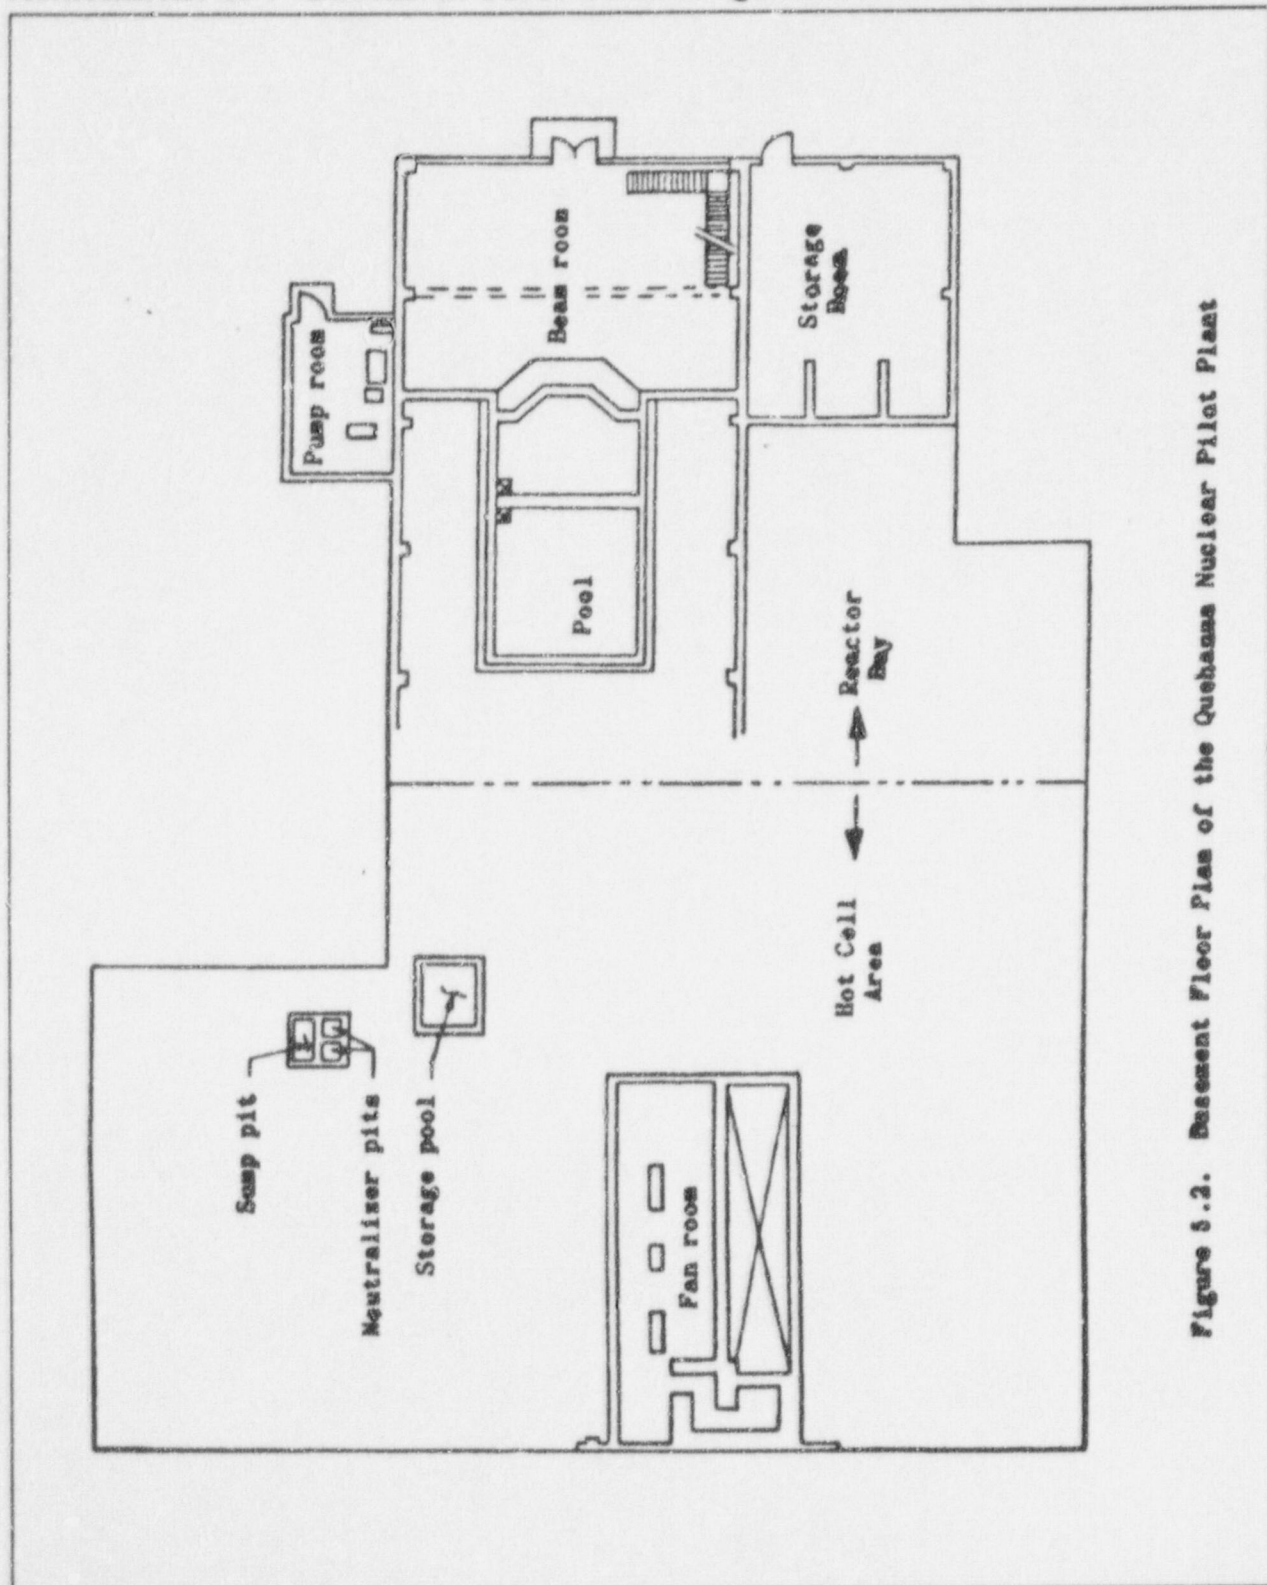 Sump pit
Neutralizer pits
Storage pool
Pump room
Pool
Beam room
Fan room
Storage
Room
Hot Cell
Area
Reactor
Bay
Figure 5.2. Basement Floor Plan of the Quehanna Nuclear Pilot Plant